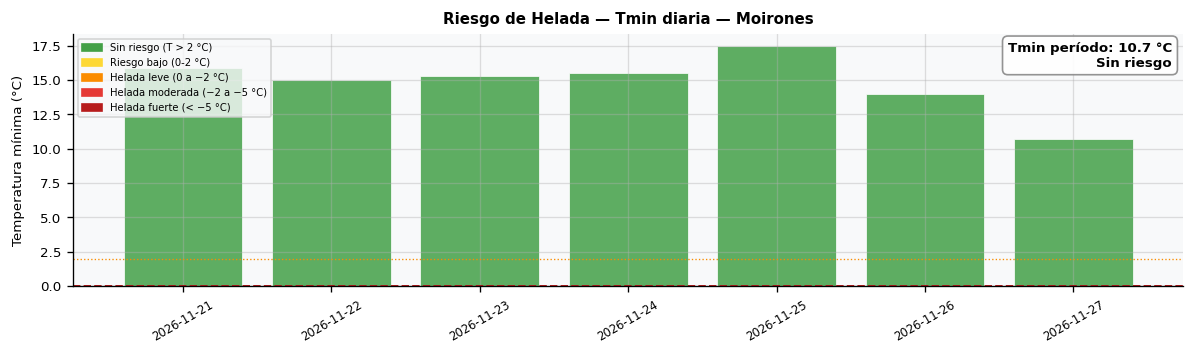 Riesgo de Helada — Tmin diaria — Moirones
Sin riesgo (T > 2 °C)
Riesgo bajo (0-2 °C)
Helada leve (0 a −2 °C)
Helada moderada (−2 a −5 °C)
Helada fuerte (< −5 °C)
Tmin período: 10.7 °C
Sin riesgo
Temperatura mínima (°C)
17.5
15.0
12.5
10.0
7.5
5.0
2.5
0.0
2026-11-21
2026-11-22
2026-11-23
2026-11-24
2026-11-25
2026-11-26
2026-11-27